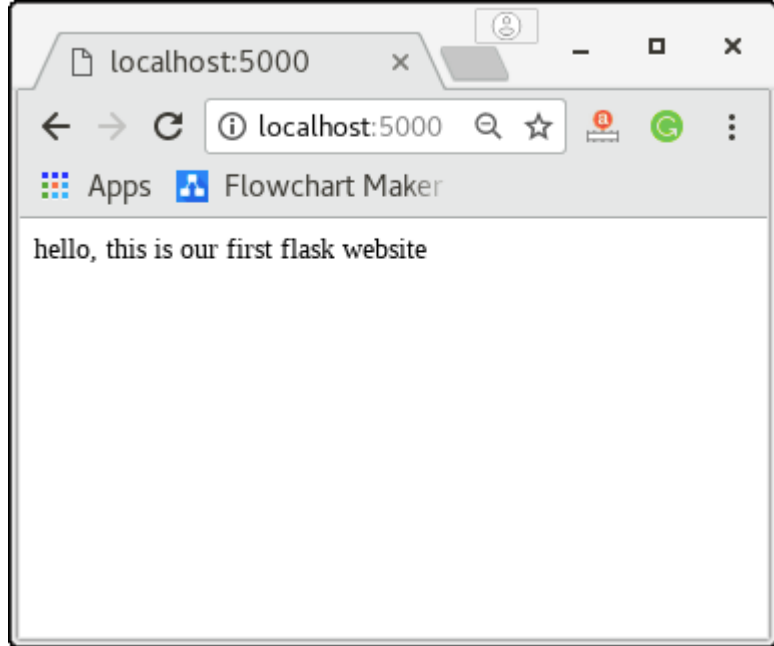 localhost:5000
localhost:5000
Apps Flowchart Maker
hello, this is our first flask website